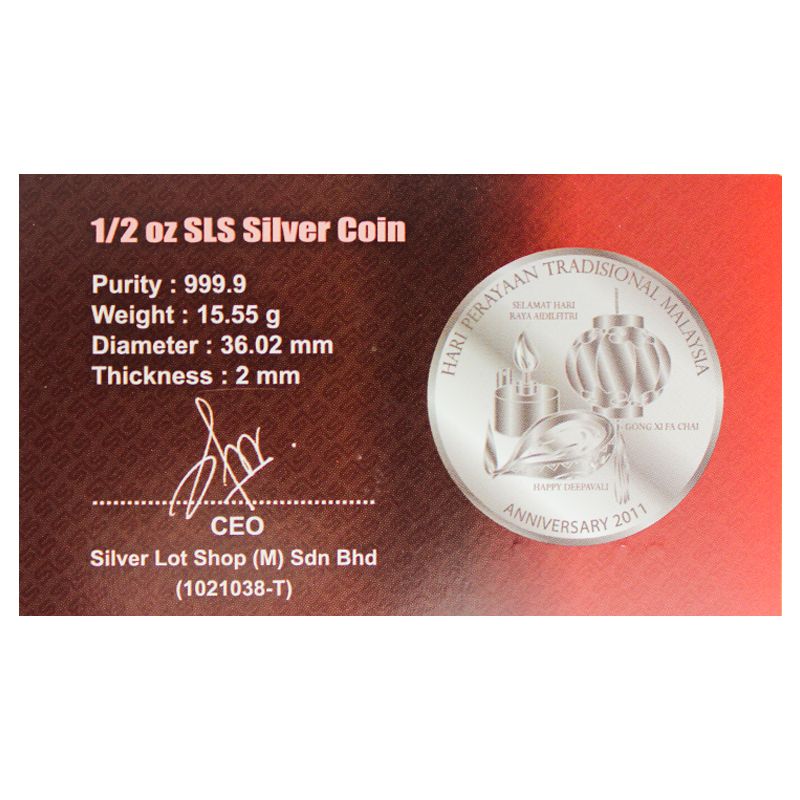 1/2 oz SLS Silver Coin
Purity : 999.9
Weight : 15.55 g
Diameter : 36.02 mm
Thickness : 2 mm
CEO
Silver Lot Shop (M) Sdn Bhd
(1021038-T)
HARI PERAYAAN TRADISIONAL MALAYSIA
SELAMAT HARI
RAYA AIDILFITRI
GONG XI FA CHAI
HAPPY DEEPAVALI
ANNIVERSARY 2011